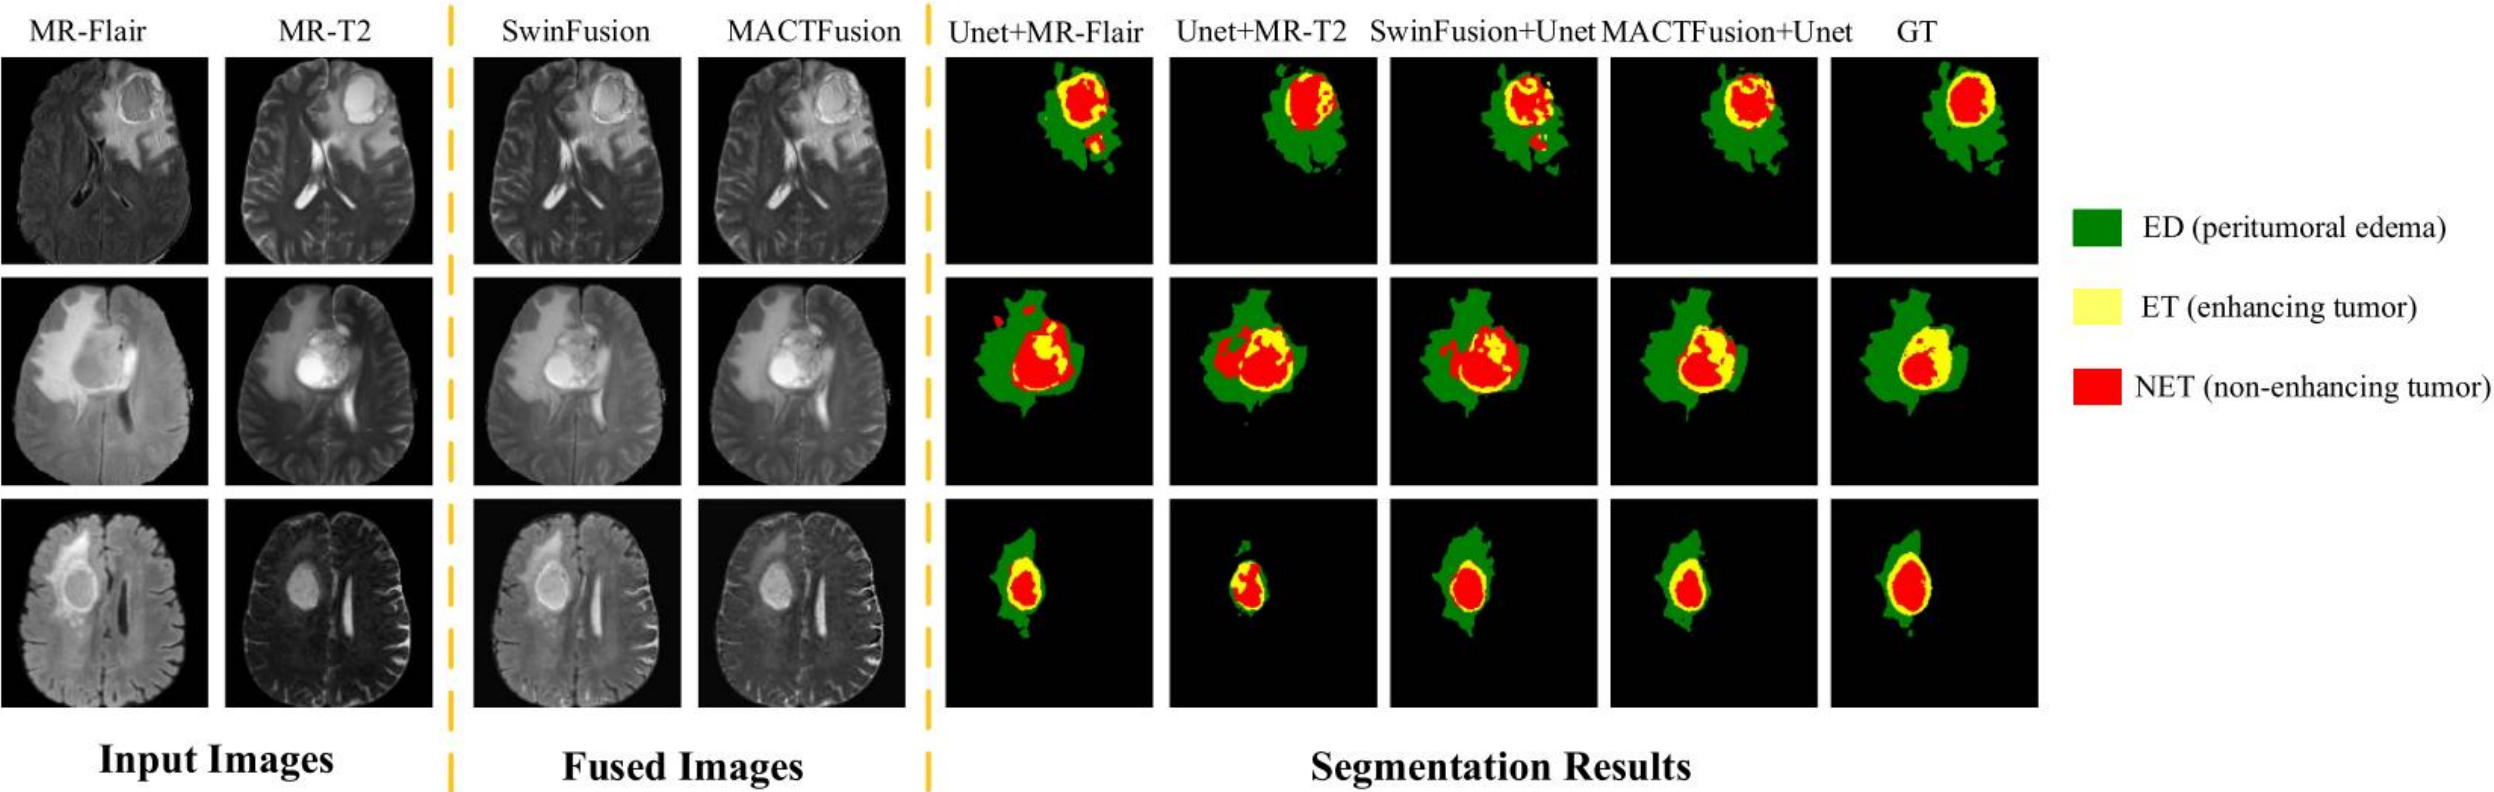 MR-Flair
MR-T2
SwinFusion
MACTFusion
Unet+MR-Flair
Unet+MR-T2
SwinFusion+Unet
MACTFusion+Unet
GT
ED (peritumoral edema)
ET (enhancing tumor)
NET (non-enhancing tumor)
Input Images
Fused Images
Segmentation Results